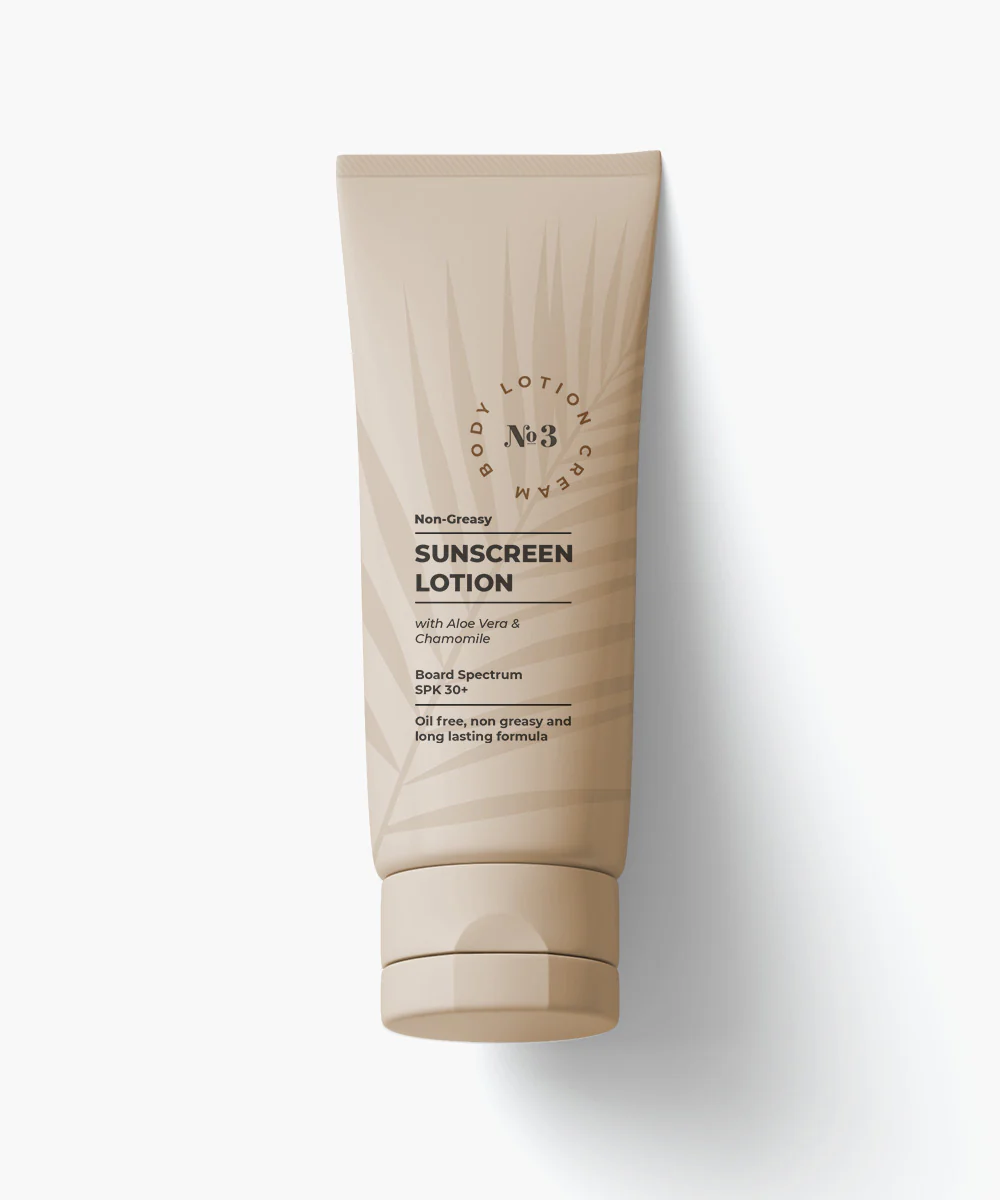 BODY LOTION CREAM
№3
Non-Greasy
SUNSCREEN
LOTION
with Aloe Vera &
Chamomile
Board Spectrum
SPK 30+
Oil free, non greasy and
long lasting formula